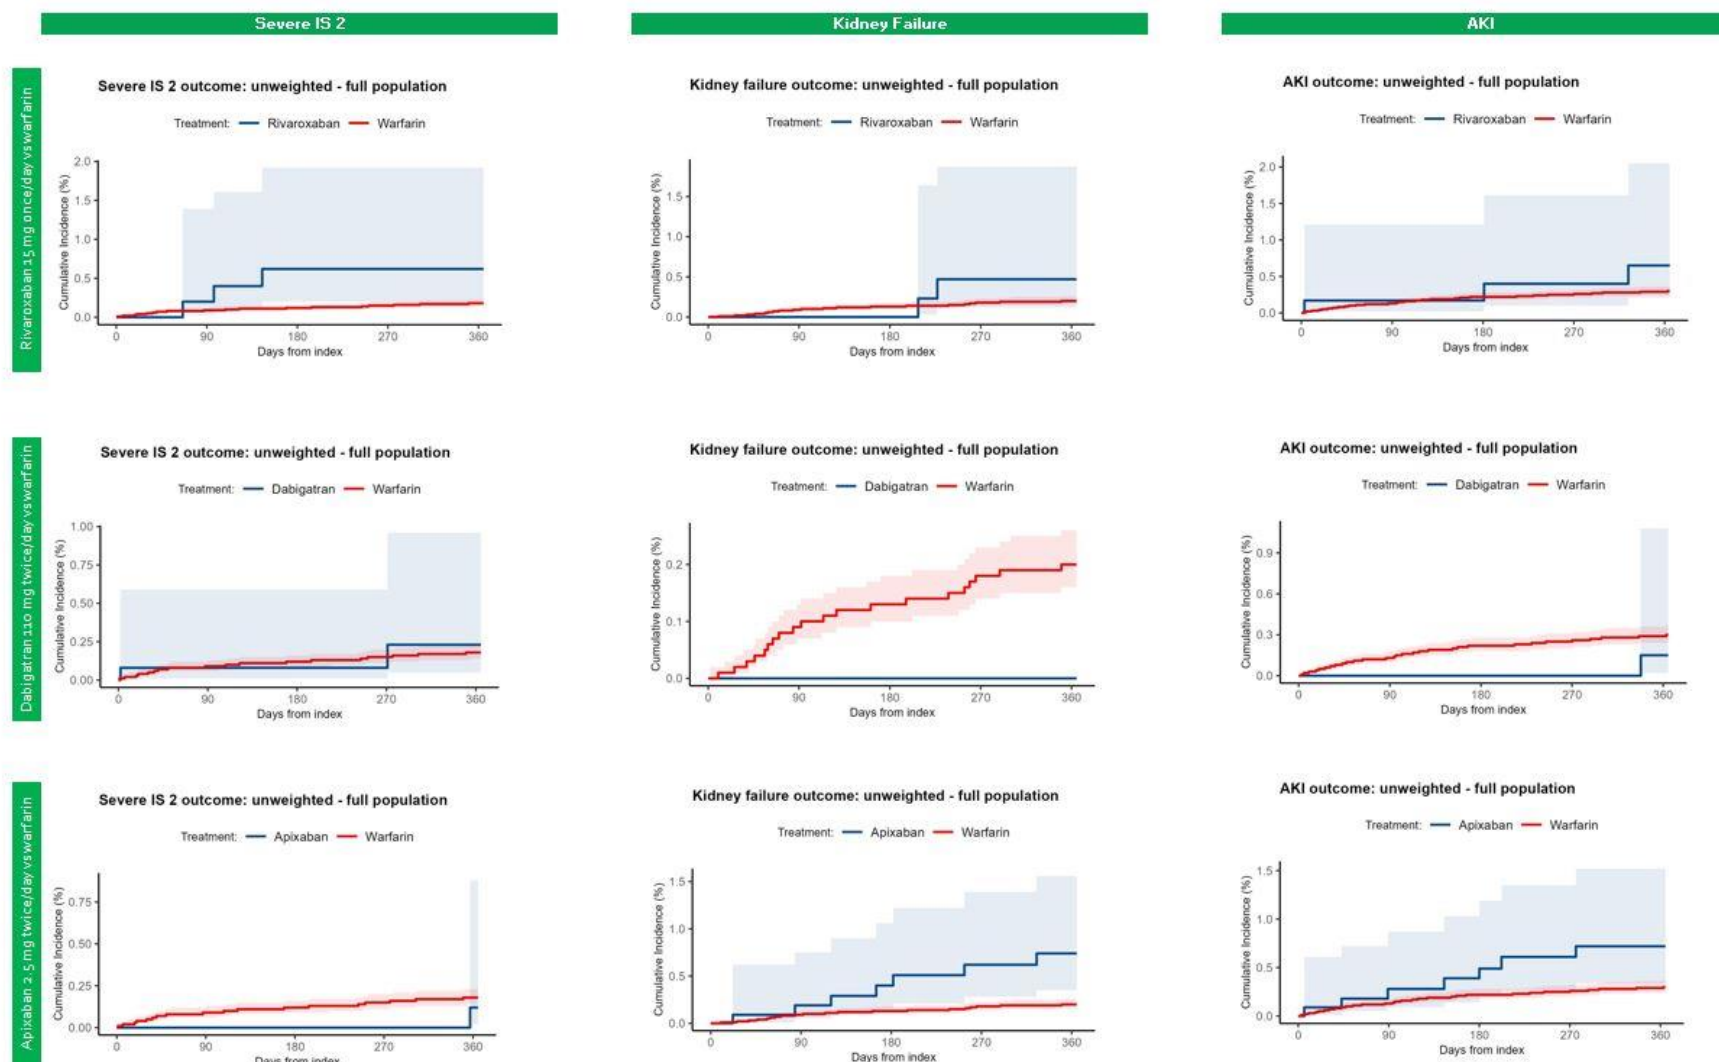 Severe IS 2
Kidney Failure
AKI
Rivaroxaban 15 mg once/day vs warfarin
Severe IS 2 outcome: unweighted - full population
Treatment: Rivaroxaban Warfarin
Cumulative Incidence (%)
2.0
1.5
1.0
0.5
0.0
0 90 180 270 360
Days from index
Kidney failure outcome: unweighted - full population
Treatment: Rivaroxaban Warfarin
Cumulative Incidence (%)
1.5
1.0
0.5
0.0
0 90 180 270 360
Days from index
AKI outcome: unweighted - full population
Treatment: Rivaroxaban Warfarin
Cumulative Incidence (%)
2.0
1.5
1.0
0.5
0.0
0 90 180 270 360
Days from index
Dabigatran 110 mg twice/day vs warfarin
Severe IS 2 outcome: unweighted - full population
Treatment: Dabigatran Warfarin
Cumulative Incidence (%)
1.00
0.75
0.50
0.25
0.00
0 90 180 270 360
Days from index
Kidney failure outcome: unweighted - full population
Treatment: Dabigatran Warfarin
Cumulative Incidence (%)
0.2
0.1
0.0
0 90 180 270 360
Days from index
AKI outcome: unweighted - full population
Treatment: Dabigatran Warfarin
Cumulative Incidence (%)
0.9
0.6
0.3
0.0
0 90 180 270 360
Days from index
Apixaban 2.5 mg twice/day vs warfarin
Severe IS 2 outcome: unweighted - full population
Treatment: Apixaban Warfarin
Cumulative Incidence (%)
0.75
0.50
0.25
0.00
0 90 180 270 360
Days from index
Kidney failure outcome: unweighted - full population
Treatment: Apixaban Warfarin
Cumulative Incidence (%)
1.5
1.0
0.5
0.0
0 90 180 270 360
Days from index
AKI outcome: unweighted - full population
Treatment: Apixaban Warfarin
Cumulative Incidence (%)
1.5
1.0
0.5
0.0
0 90 180 270 360
Days from index